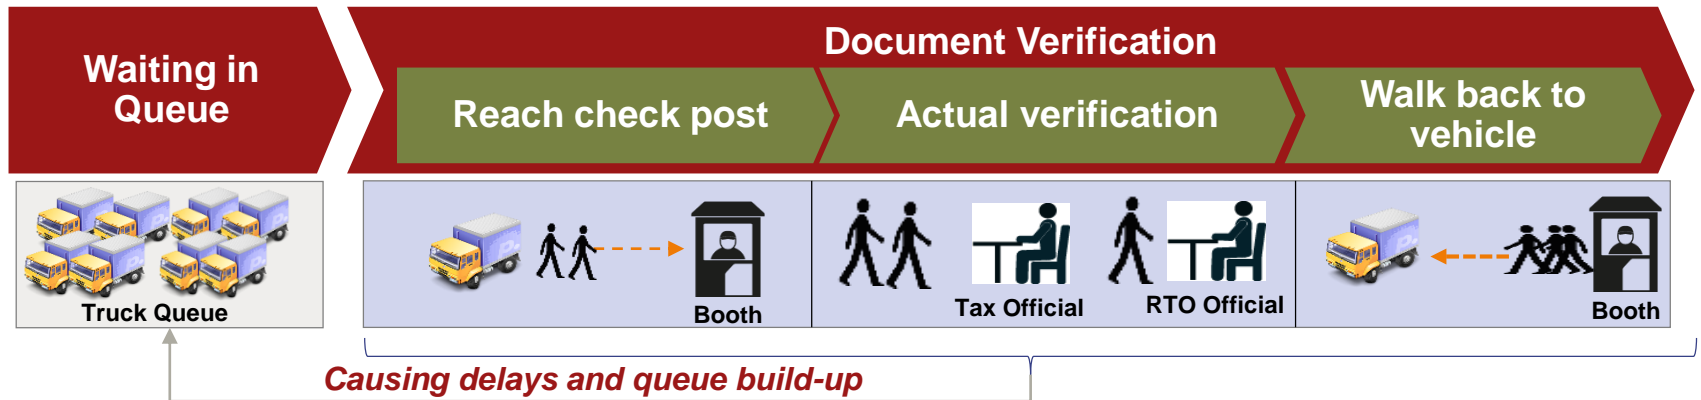 Waiting in
Queue
Document Verification
Reach check post
Actual verification
Walk back to
vehicle
Truck Queue
Booth
Tax Official
RTO Official
Booth
Causing delays and queue build-up